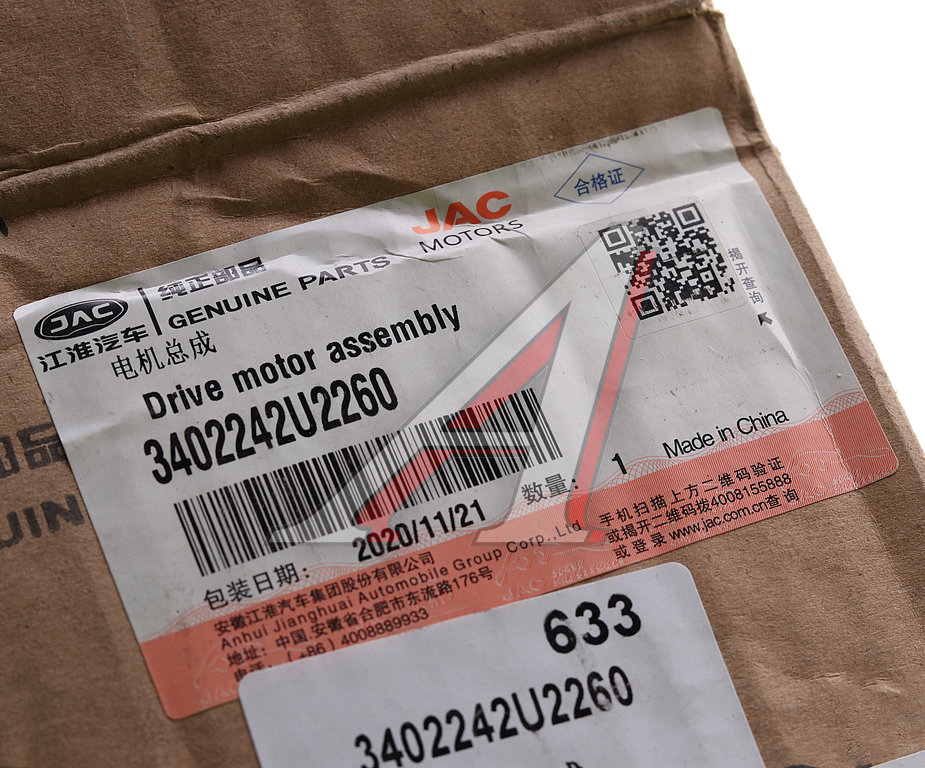 合格证
JAC
MOTORS
JAC
江淮汽车
纯正部品
GENUINE PARTS
电机总成
Drive motor assembly
3402242U2260
揭开查询
数量: 1
Made in China
2020/11/21
包装日期:
手机扫描上方二维码验证
或揭开二维码拨4008155888
或登录www.jac.com.cn查询
安徽江淮汽车集团股份有限公司
Anhui Jianghuai Automobile Group Corp.,Ltd.
地址: 中国.安徽省合肥市东流路176号
电话: (+86) 4008889933
633
3402242U2260
部品
UIN